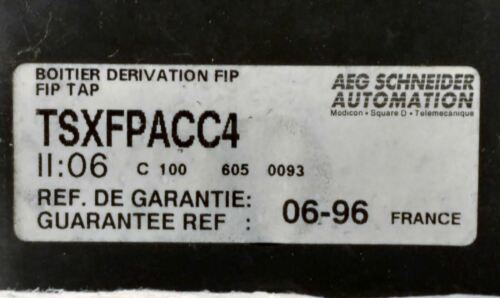 BOITIER DERIVATION FIP
FIP TAP
AEG SCHNEIDER
AUTOMATION
Modicon • Square D • Telemecanique
TSXFPACC4
II:06 C 100 605 0093
REF. DE GARANTIE:
GUARANTEE REF : 06-96 FRANCE